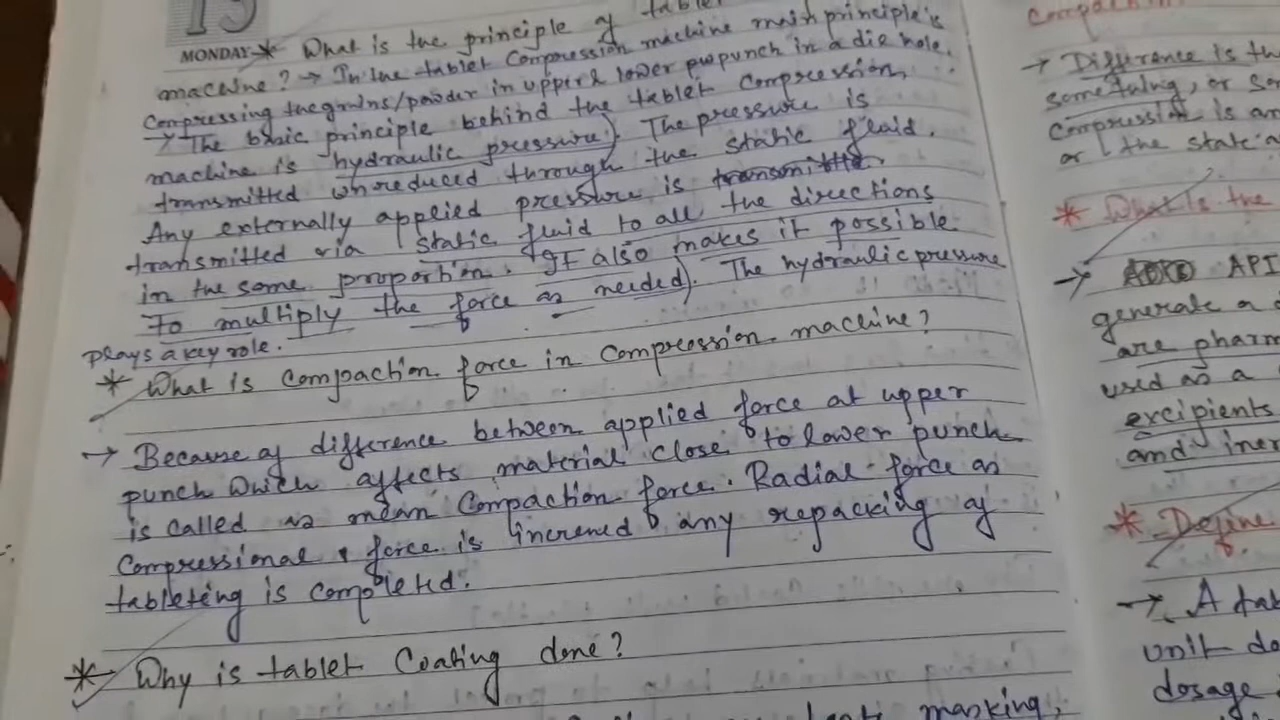 15
MONDAY * What is the principle of tablet
machine? → In the tablet Compression machine main principle is
Compressing the grains/powder in upper & lower punch in a die hole.
→ The basic principle behind the tablet Compression
machine is hydraulic pressure} The pressure is
transmitted unreduced through the static fluid.
Any externally applied pressure is transmitte
transmitted via static fluid to all the directions
in the same proportion. It also makes it possible
to multiply the force as needed). The hydraulic pressure
plays a key role.
* What is Compaction force in Compression machine?
→ Because of difference between applied force at upper
punch which affects material close to lower punch
is called as mean Compaction force. Radial force as
Compressional force is increned any repacking of
tableting is completed.
* Why is tablet Coating done?
masking,
→ Difference is th
something, or so
Compression is an
or the state
* What is the
→ API
generate a
are pharm
used as a
excipients
and iner
* Define
→ A tab
unit do
dosage